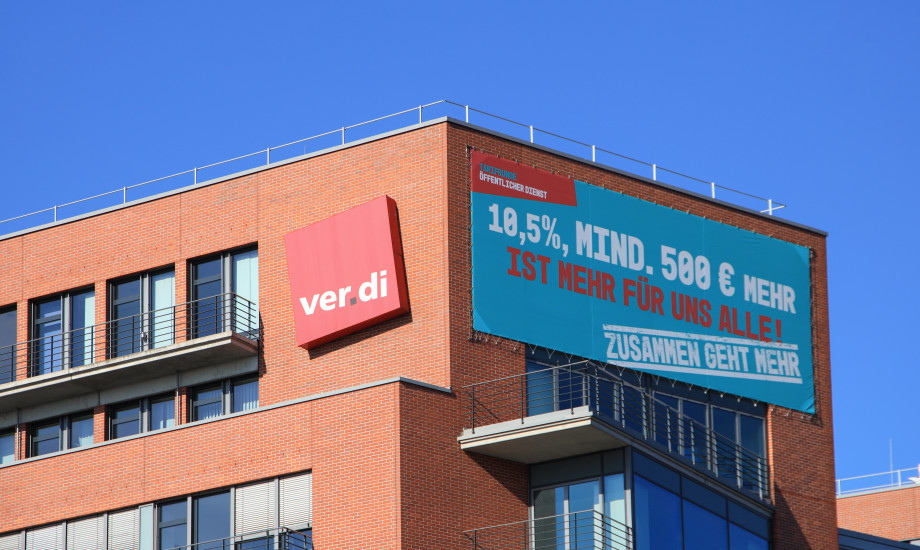 ver.di
TARIFRUNDE
ÖFFENTLICHER DIENST
10,5%, MIND. 500 € MEHR
IST MEHR FÜR UNS ALLE!
ZUSAMMEN GEHT MEHR